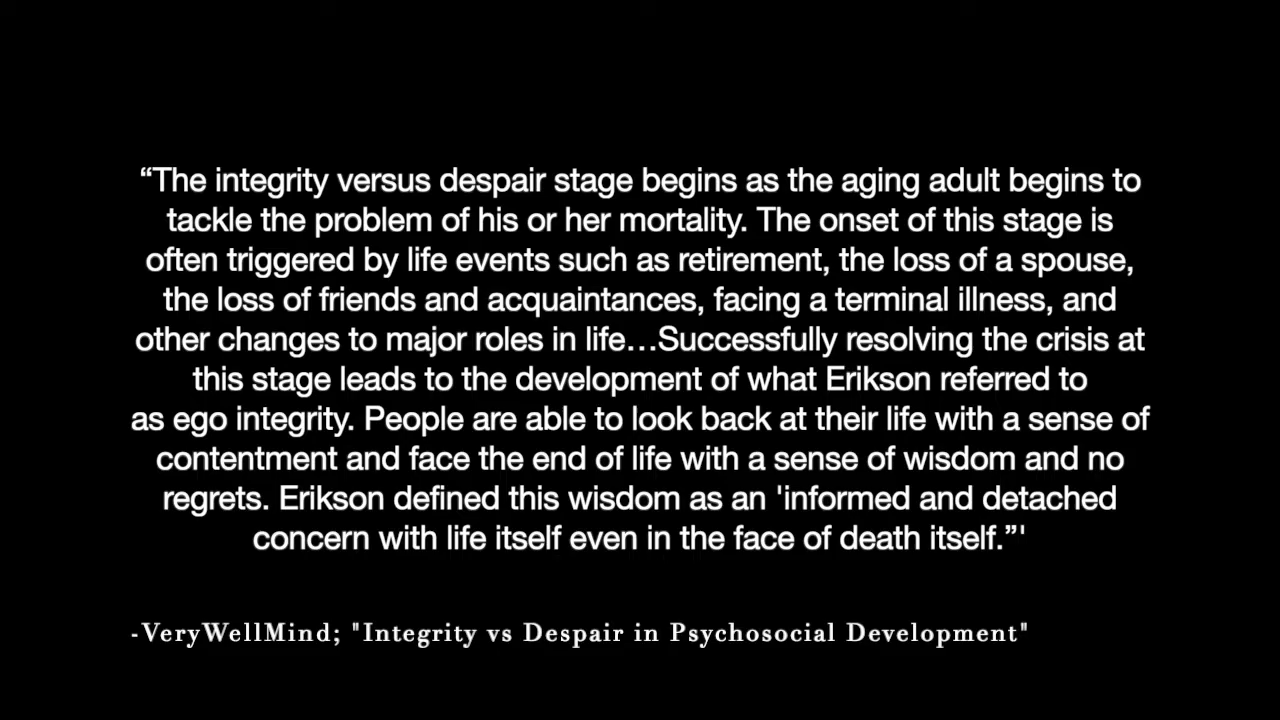 “The integrity versus despair stage begins as the aging adult begins to
tackle the problem of his or her mortality. The onset of this stage is
often triggered by life events such as retirement, the loss of a spouse,
the loss of friends and acquaintances, facing a terminal illness, and
other changes to major roles in life…Successfully resolving the crisis at
this stage leads to the development of what Erikson referred to
as ego integrity. People are able to look back at their life with a sense of
contentment and face the end of life with a sense of wisdom and no
regrets. Erikson defined this wisdom as an 'informed and detached
concern with life itself even in the face of death itself.”'
-VeryWellMind; "Integrity vs Despair in Psychosocial Development"